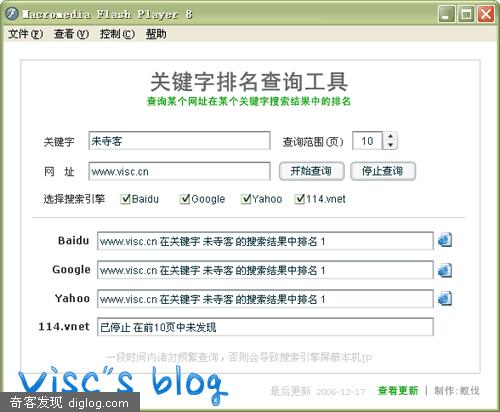 Macromedia Flash Player 8
文件(F) 查看(V) 控制(C) 帮助
关键字排名查询工具
查询某个网址在某个关键字搜索结果中的排名
关键字 未寺客 查询范围(页) 10
网 址 www.visc.cn 开始查询 停止查询
选择搜索引擎 Baidu Google Yahoo 114.vnet
Baidu www.visc.cn 在关键字 未寺客 的搜索结果中排名 1
Google www.visc.cn 在关键字 未寺客 的搜索结果中排名 1
Yahoo www.visc.cn 在关键字 未寺客 的搜索结果中排名 1
114.vnet 已停止 在前10页中未发现
一段时间内请勿频繁查询，否则会导致搜索引擎屏蔽本机IP
visc"s blog
最后更新 2006-12-17 查看更新 | 制作:蚁伐
奇客发现 diglog.com